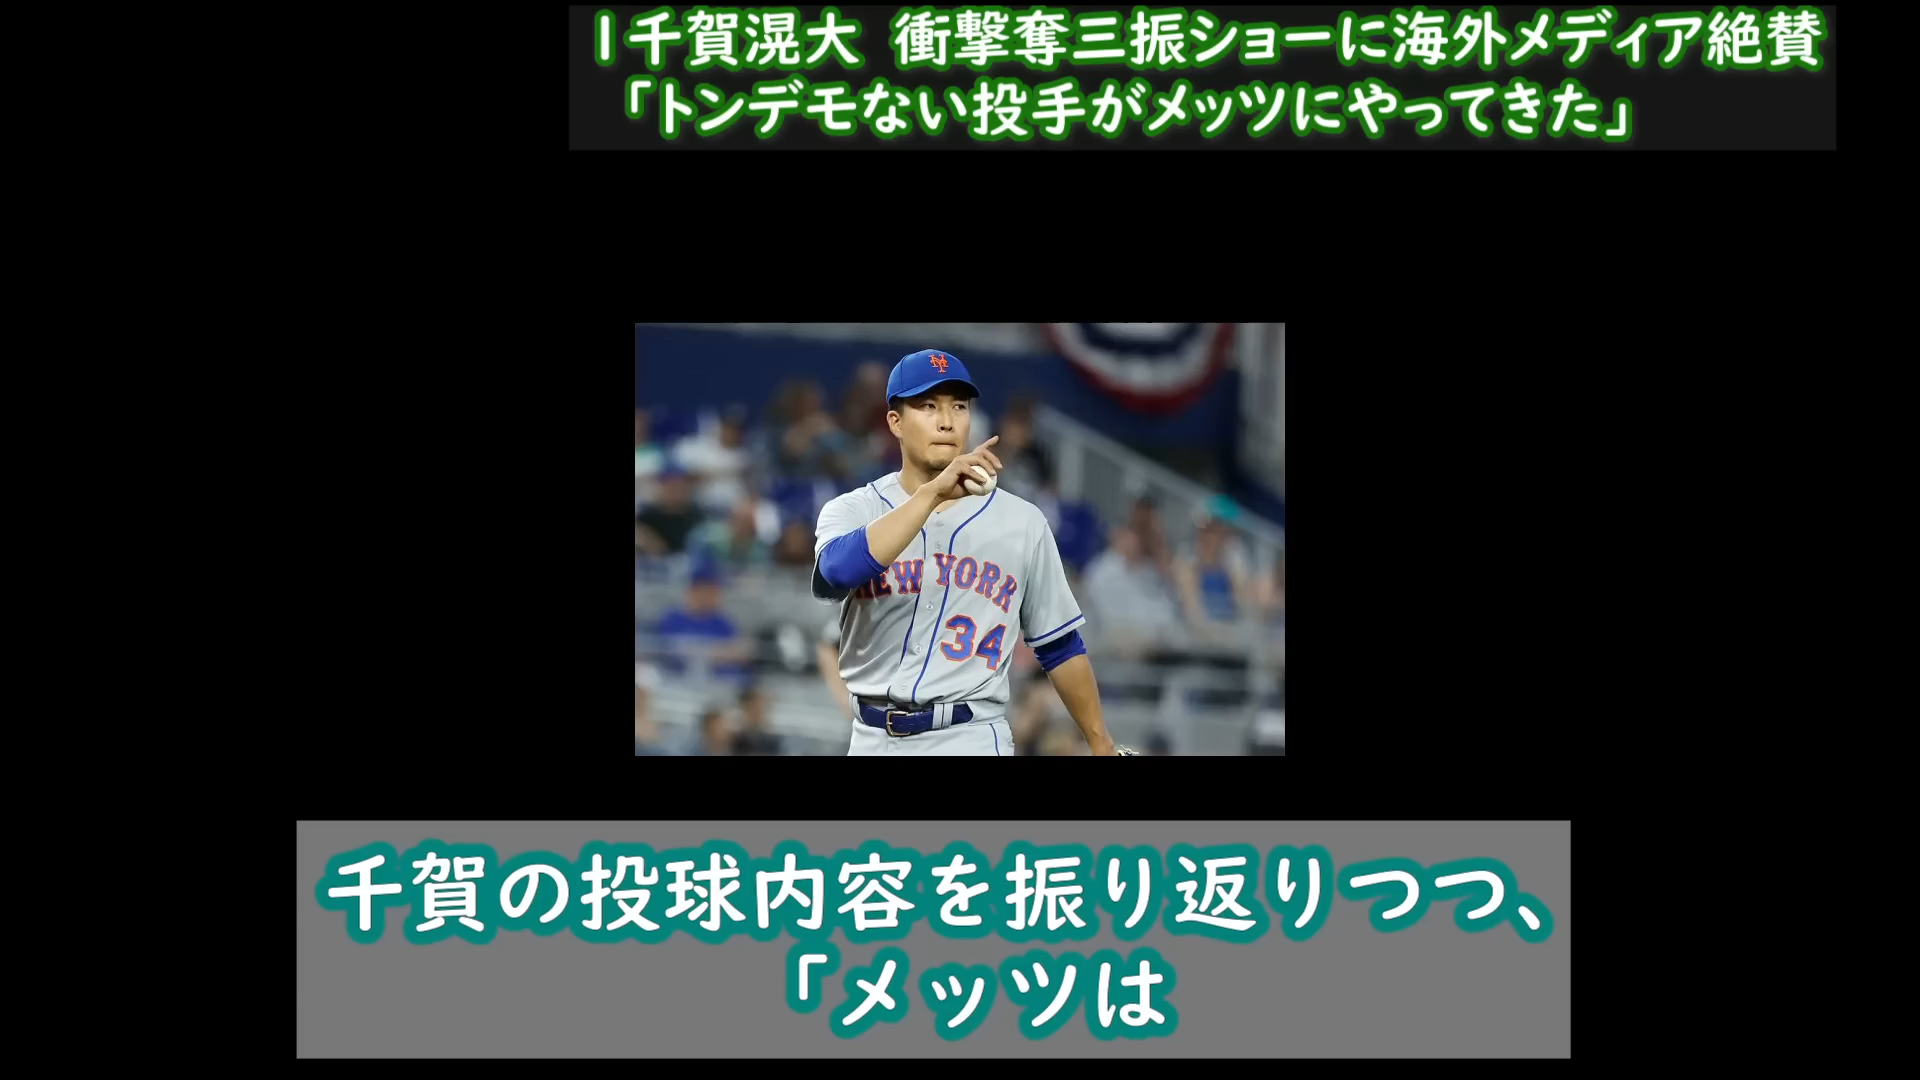 1千賀滉大 衝撃奪三振ショーに海外メディア絶賛
「トンデモない投手がメッツにやってきた」
NY
NEW YORK
34
千賀の投球内容を振り返りつつ、
「メッツは